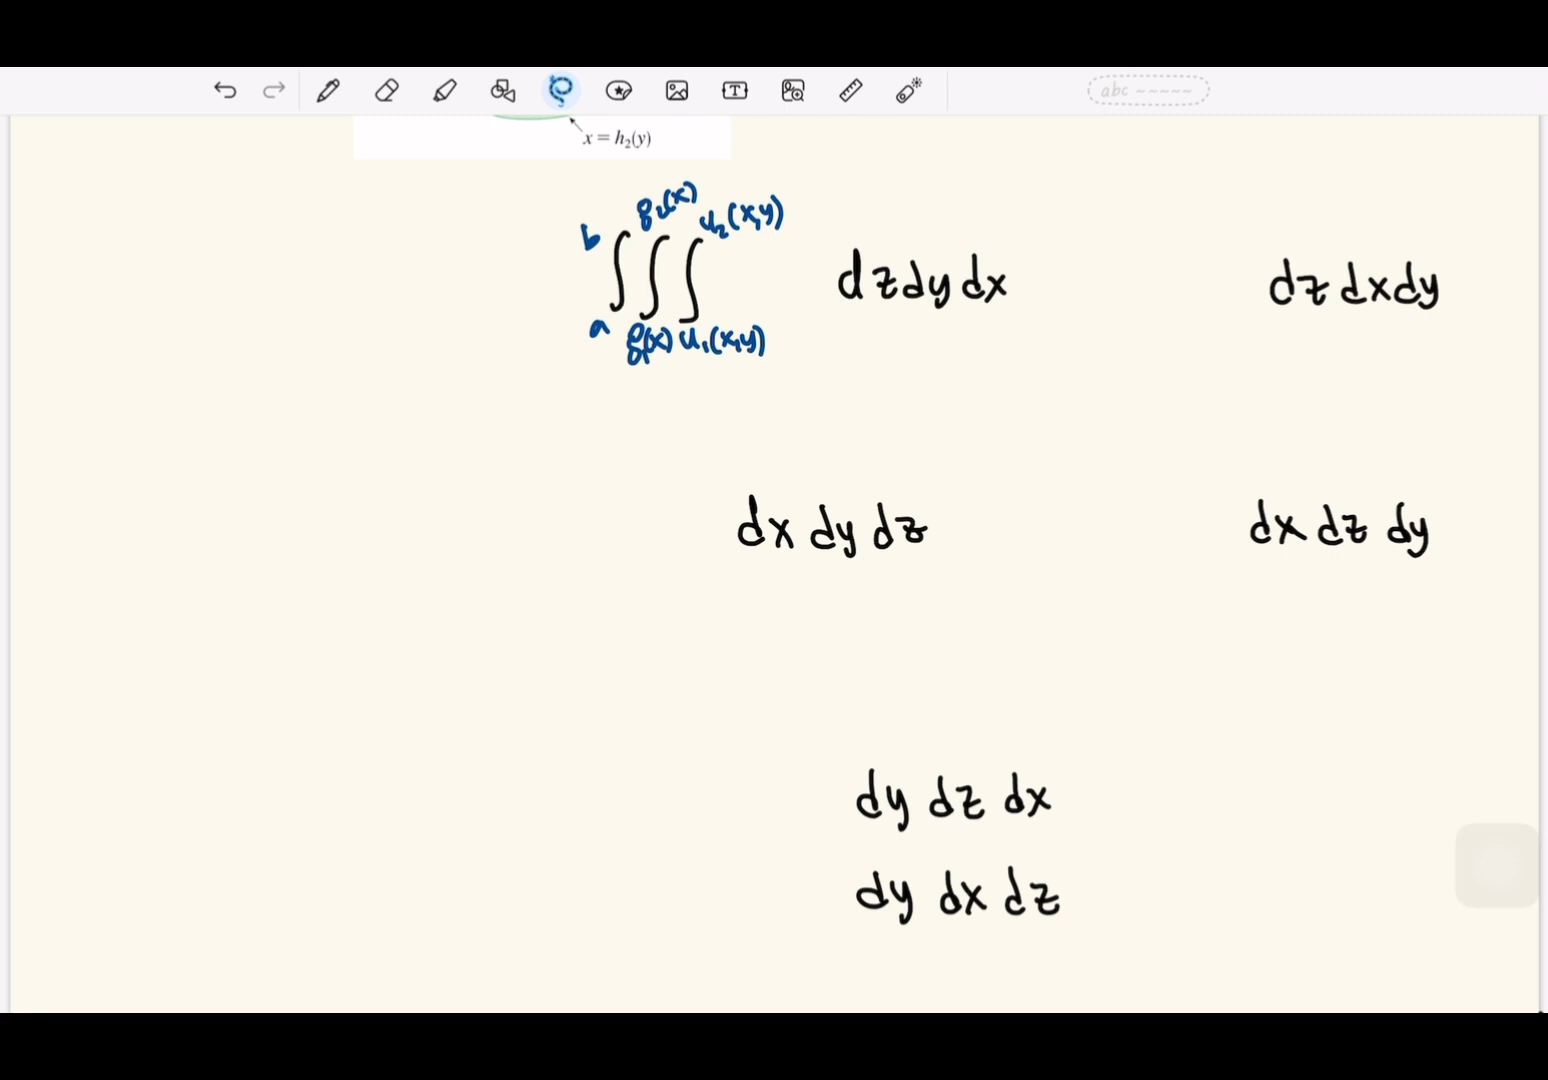 abc ~~~~~
x = h₂(y)
b g₂(x) u₂(x,y)
∫∫∫ dz dy dx
a g₁(x) u₁(x,y)
dz dx dy
dx dy dz
dx dz dy
dy dz dx
dy dx dz